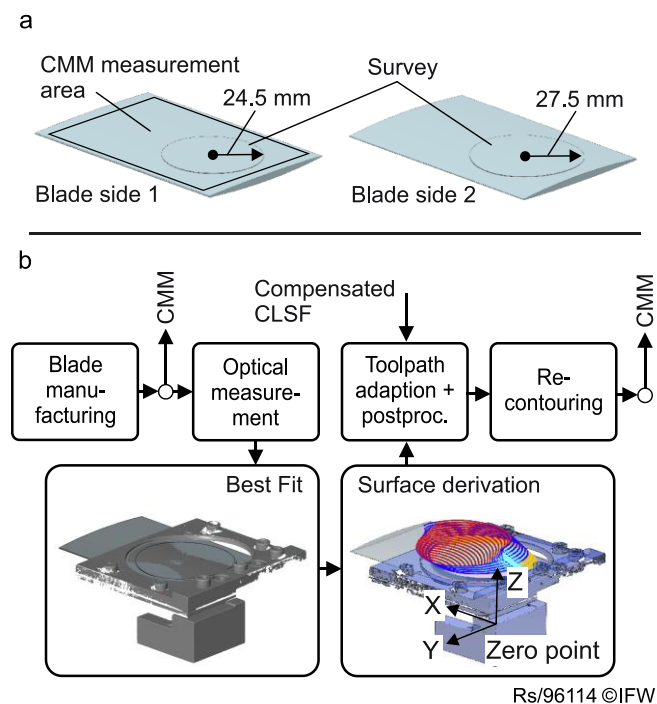 a
CMM measurement
area
Survey
24.5 mm
27.5 mm
Blade side 1
Blade side 2
b
CMM
Compensated
CLSF
CMM
Blade
manu-
facturing
Optical
measure-
ment
Toolpath
adaption +
postproc.
Re-
contouring
Best Fit
Surface derivation
Z
X
Y
Zero point
Rs/96114 ©IFW